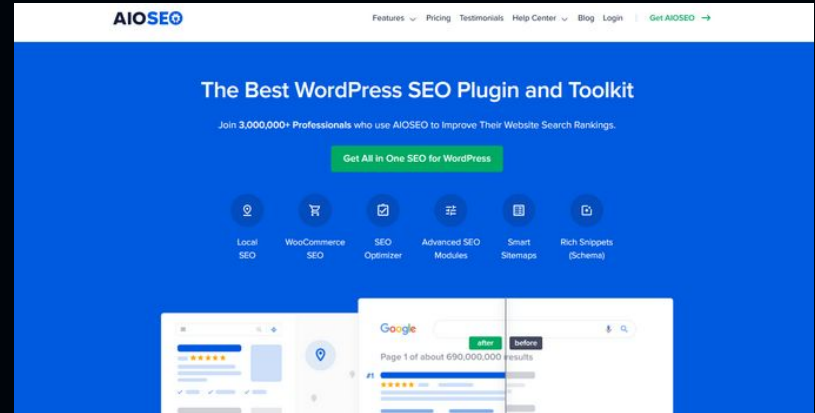 AIOSEO
Features Pricing Testimonials Help Center Blog Login Get AIOSEO →
The Best WordPress SEO Plugin and Toolkit
Join 3,000,000+ Professionals who use AIOSEO to Improve Their Website Search Rankings.
Get All in One SEO for WordPress
Local SEO
WooCommerce SEO
SEO Optimizer
Advanced SEO Modules
Smart Sitemaps
Rich Snippets (Schema)
Google
after before
Page 1 of about 690,000,000 results
#1